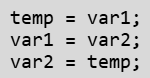 temp = var1;
var1 = var2;
var2 = temp;